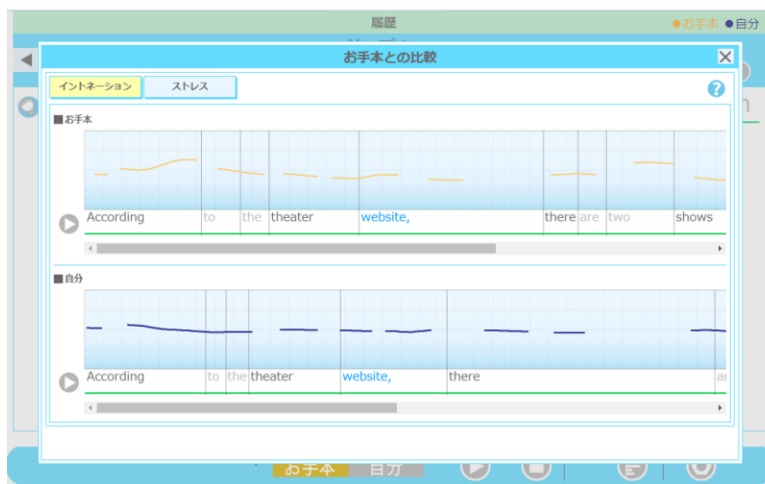 履歴
●お手本 ●自分
お手本との比較
イントネーション ストレス
?
■お手本
According to the theater website, there are two shows
■自分
According to the theater website, there
お手本 自分